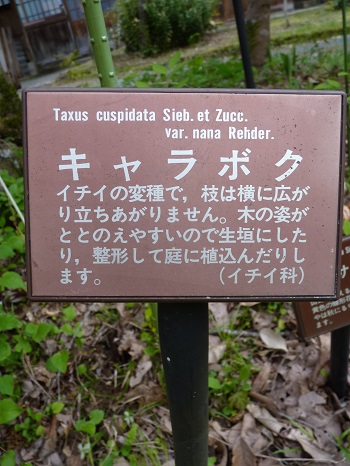 Taxus cuspidata Sieb. et Zucc.
var. nana Rehder.
キャラボク
イチイの変種で，枝は横に広が
り立ちあがりません。木の姿が
ととのえやすいので生垣にした
り，整形して庭に植込んだりし
ます。　（イチイ科）